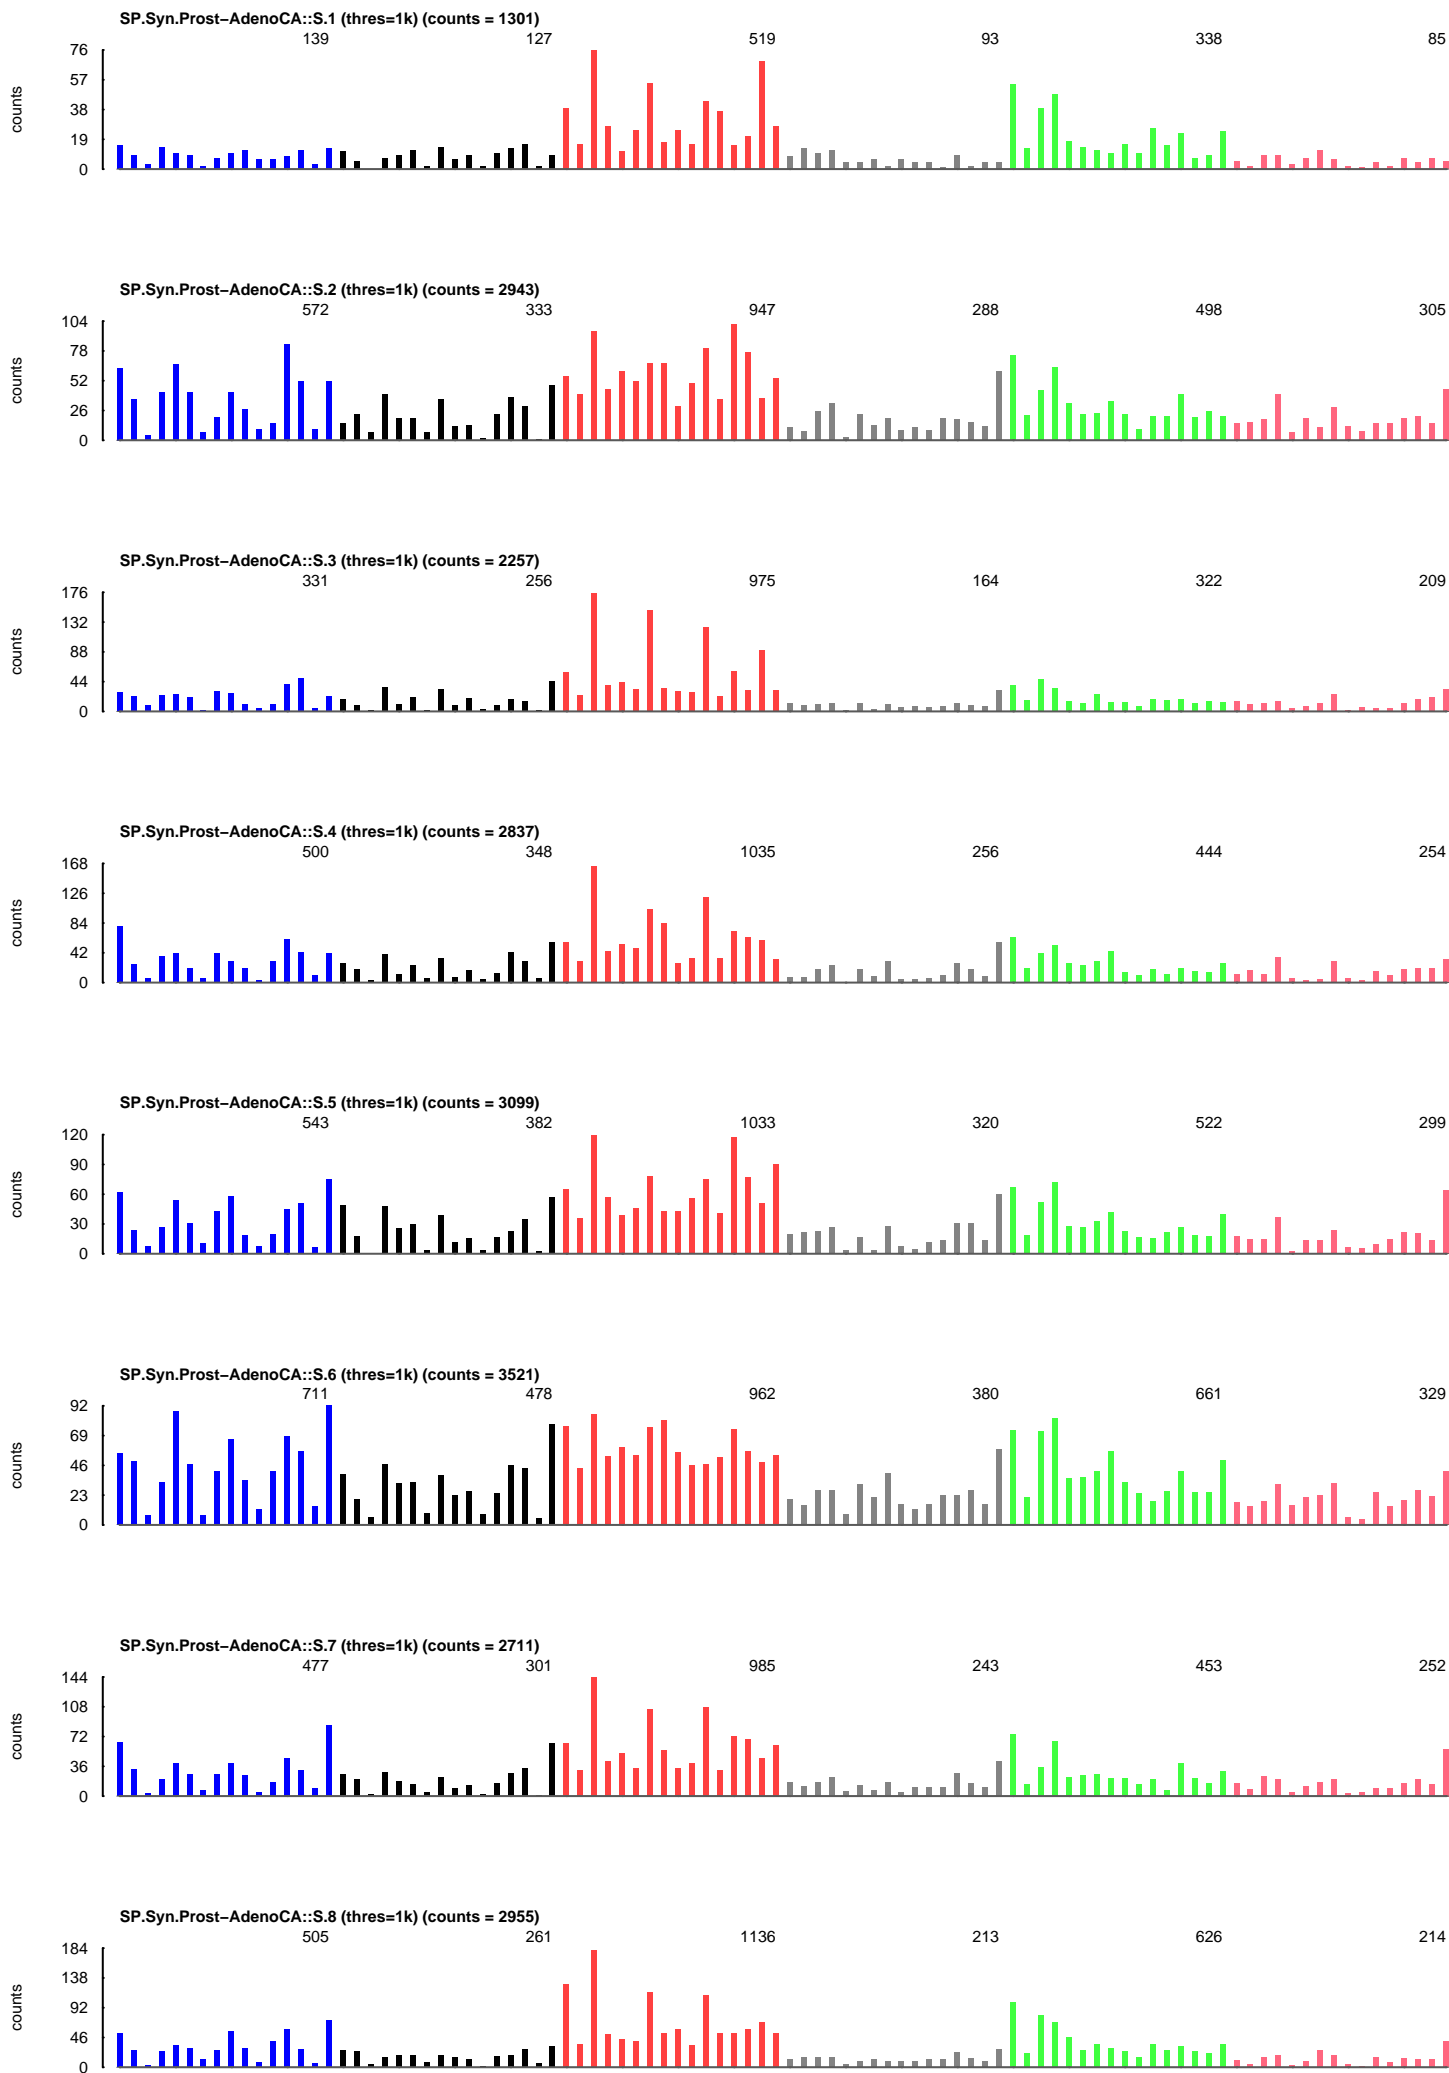 SP.Syn.Prost−AdenoCA::S.1 (thres=1k) (counts = 1301)
139 127 519 93 338 85
76
57
38
19
0
counts
SP.Syn.Prost−AdenoCA::S.2 (thres=1k) (counts = 2943)
572 333 947 288 498 305
104
78
52
26
0
counts
SP.Syn.Prost−AdenoCA::S.3 (thres=1k) (counts = 2257)
331 256 975 164 322 209
176
132
88
44
0
counts
SP.Syn.Prost−AdenoCA::S.4 (thres=1k) (counts = 2837)
500 348 1035 256 444 254
168
126
84
42
0
counts
SP.Syn.Prost−AdenoCA::S.5 (thres=1k) (counts = 3099)
543 382 1033 320 522 299
120
90
60
30
0
counts
SP.Syn.Prost−AdenoCA::S.6 (thres=1k) (counts = 3521)
711 478 962 380 661 329
92
69
46
23
0
counts
SP.Syn.Prost−AdenoCA::S.7 (thres=1k) (counts = 2711)
477 301 985 243 453 252
144
108
72
36
0
counts
SP.Syn.Prost−AdenoCA::S.8 (thres=1k) (counts = 2955)
505 261 1136 213 626 214
184
138
92
46
0
counts